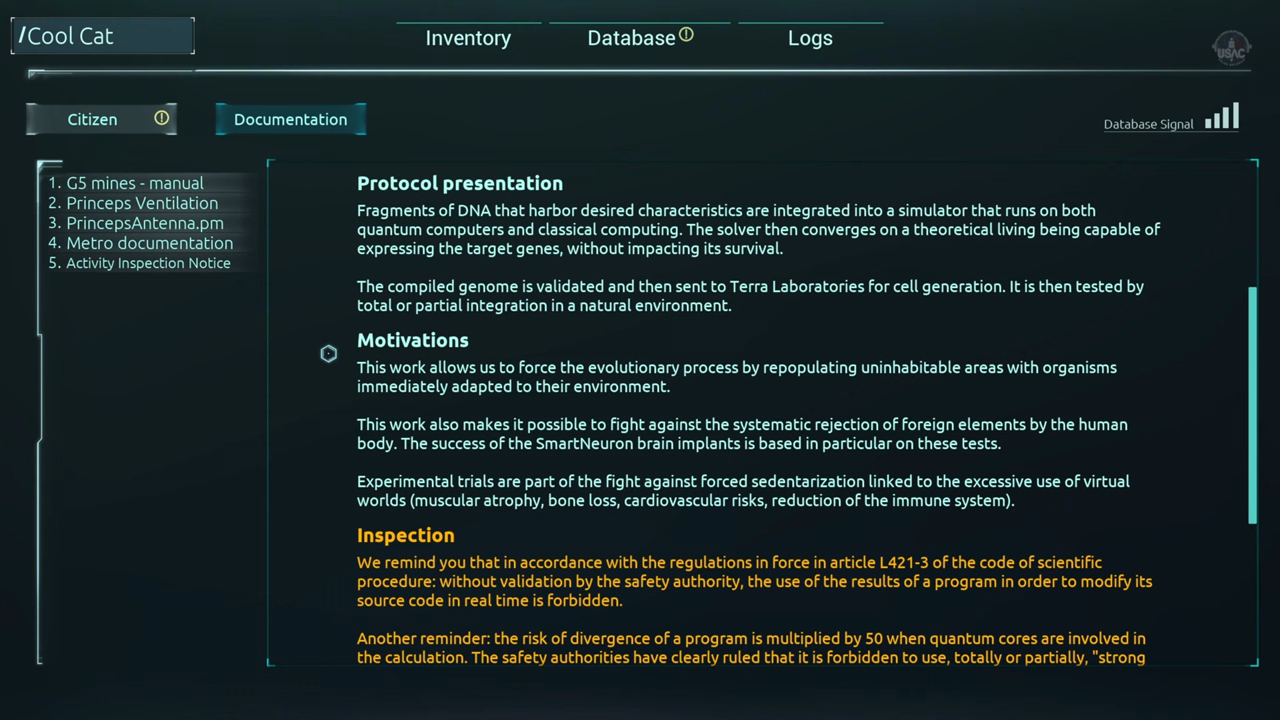 /Cool Cat
Inventory
Database
Logs
USAC
Citizen
Documentation
Database Signal
1. G5 mines - manual
2. Princeps Ventilation
3. PrincepsAntenna.pm
4. Metro documentation
5. Activity Inspection Notice
Protocol presentation
Fragments of DNA that harbor desired characteristics are integrated into a simulator that runs on both
quantum computers and classical computing. The solver then converges on a theoretical living being capable of
expressing the target genes, without impacting its survival.
The compiled genome is validated and then sent to Terra Laboratories for cell generation. It is then tested by
total or partial integration in a natural environment.
Motivations
This work allows us to force the evolutionary process by repopulating uninhabitable areas with organisms
immediately adapted to their environment.
This work also makes it possible to fight against the systematic rejection of foreign elements by the human
body. The success of the SmartNeuron brain implants is based in particular on these tests.
Experimental trials are part of the fight against forced sedentarization linked to the excessive use of virtual
worlds (muscular atrophy, bone loss, cardiovascular risks, reduction of the immune system).
Inspection
We remind you that in accordance with the regulations in force in article L421-3 of the code of scientific
procedure: without validation by the safety authority, the use of the results of a program in order to modify its
source code in real time is forbidden.
Another reminder: the risk of divergence of a program is multiplied by 50 when quantum cores are involved in
the calculation. The safety authorities have clearly ruled that it is forbidden to use, totally or partially, "strong